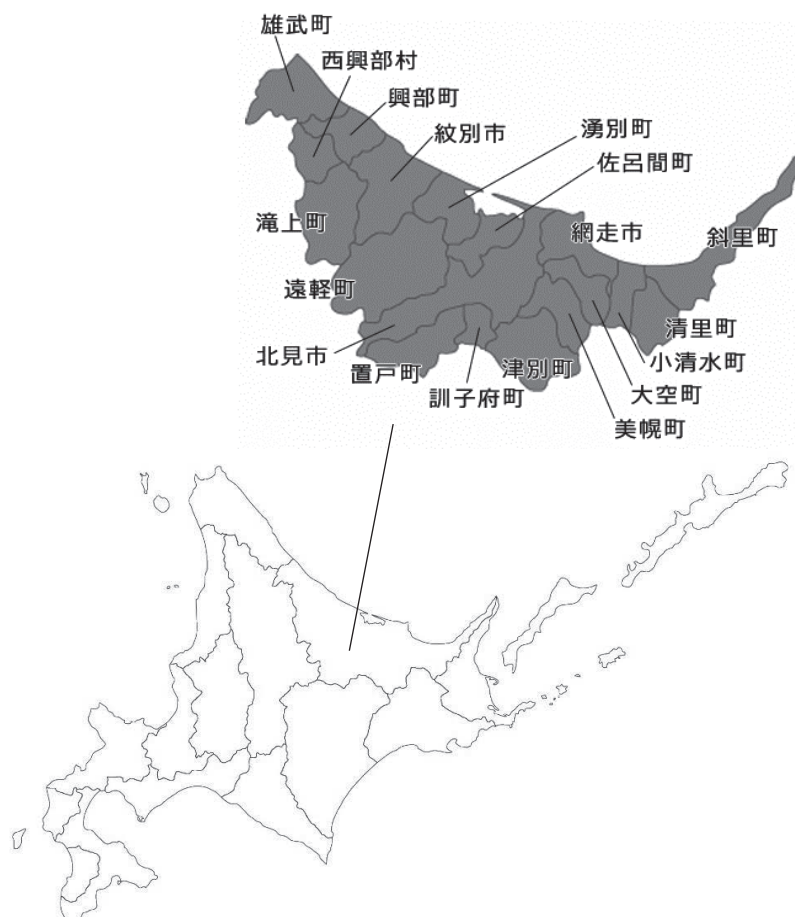 雄武町
西興部村
興部町
紋別市
湧別町
佐呂間町
滝上町
網走市
斜里町
遠軽町
清里町
北見市
小清水町
置戸町
津別町
大空町
訓子府町
美幌町